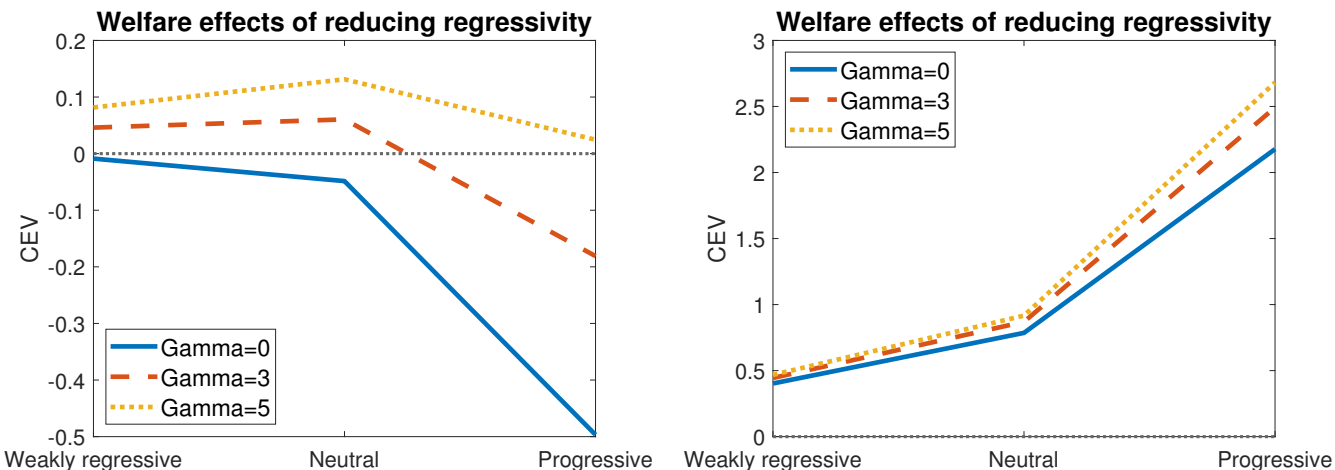 Welfare effects of reducing regressivity
0.2
0.1
0
-0.1
-0.2
-0.3
-0.4
-0.5
CEV
Gamma=0
Gamma=3
Gamma=5
Weakly regressive
Neutral
Progressive
Welfare effects of reducing regressivity
3
2.5
2
1.5
1
0.5
0
CEV
Gamma=0
Gamma=3
Gamma=5
Weakly regressive
Neutral
Progressive